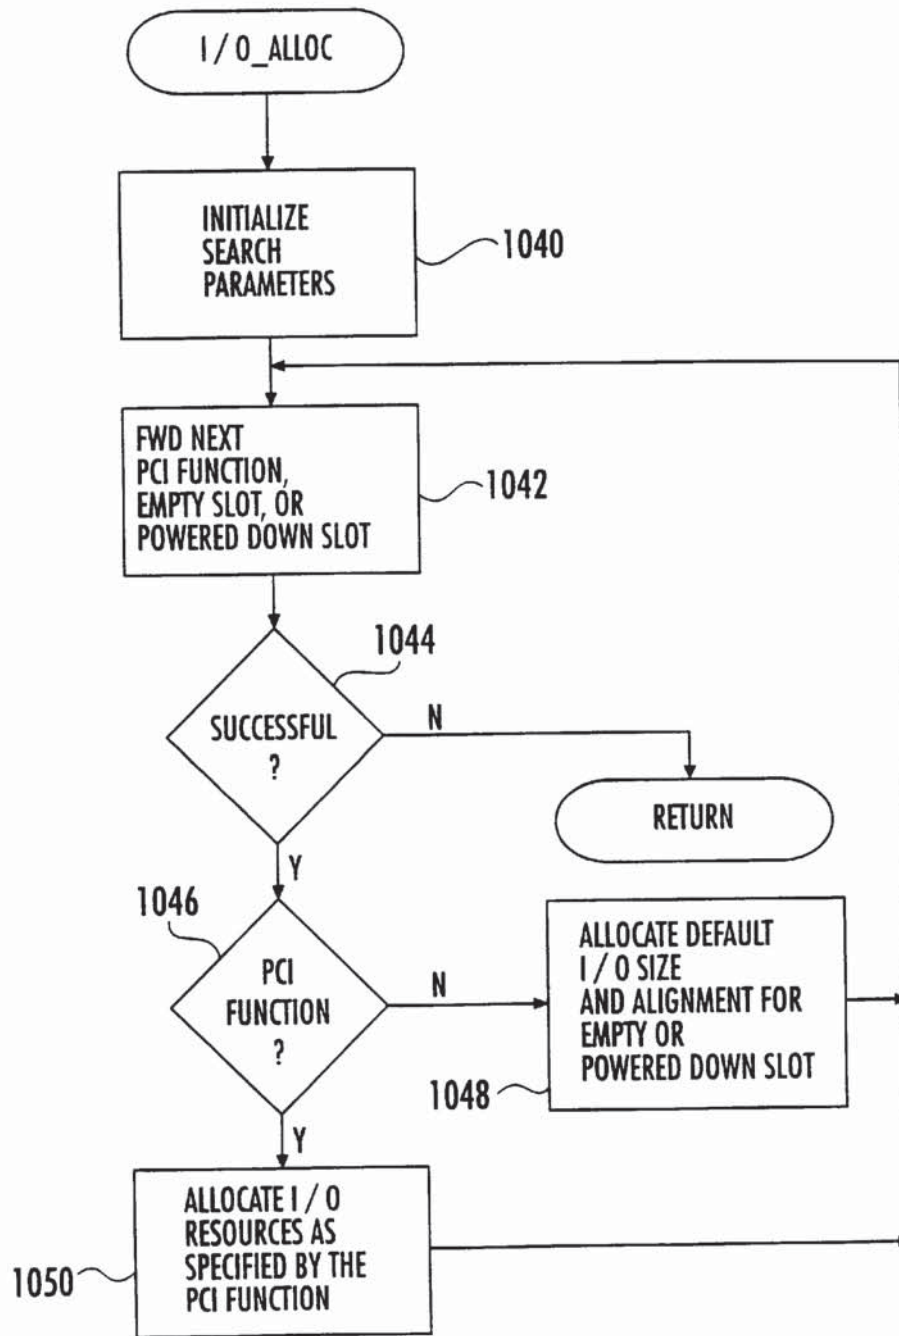 I / O_ALLOC
INITIALIZE
SEARCH
PARAMETERS
1040
FWD NEXT
PCI FUNCTION,
EMPTY SLOT, OR
POWERED DOWN SLOT
1042
1044
SUCCESSFUL
?
N
RETURN
Y
1046
PCI
FUNCTION
?
N
ALLOCATE DEFAULT
I / O SIZE
AND ALIGNMENT FOR
EMPTY OR
POWERED DOWN SLOT
1048
Y
ALLOCATE I / O
RESOURCES AS
SPECIFIED BY THE
PCI FUNCTION
1050